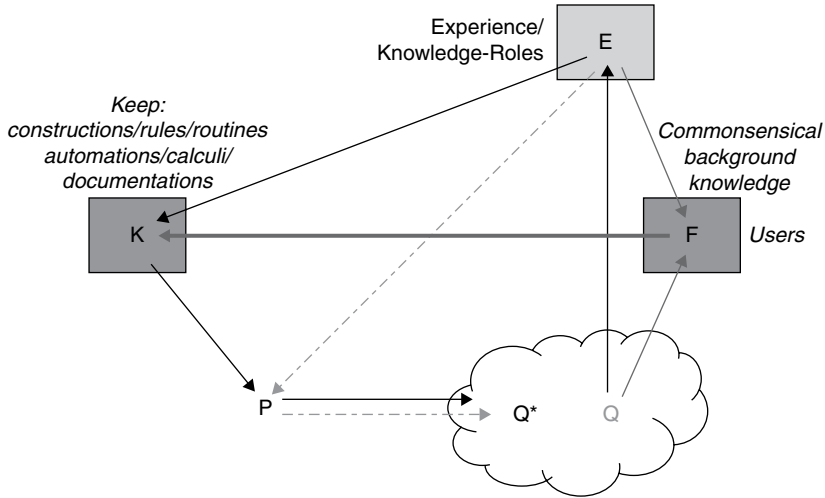 Experience/
Knowledge-Roles
E
Keep:
constructions/rules/routines
automations/calculi/
documentations
Commonsensical
background
knowledge
K
F
Users
P
Q*
Q